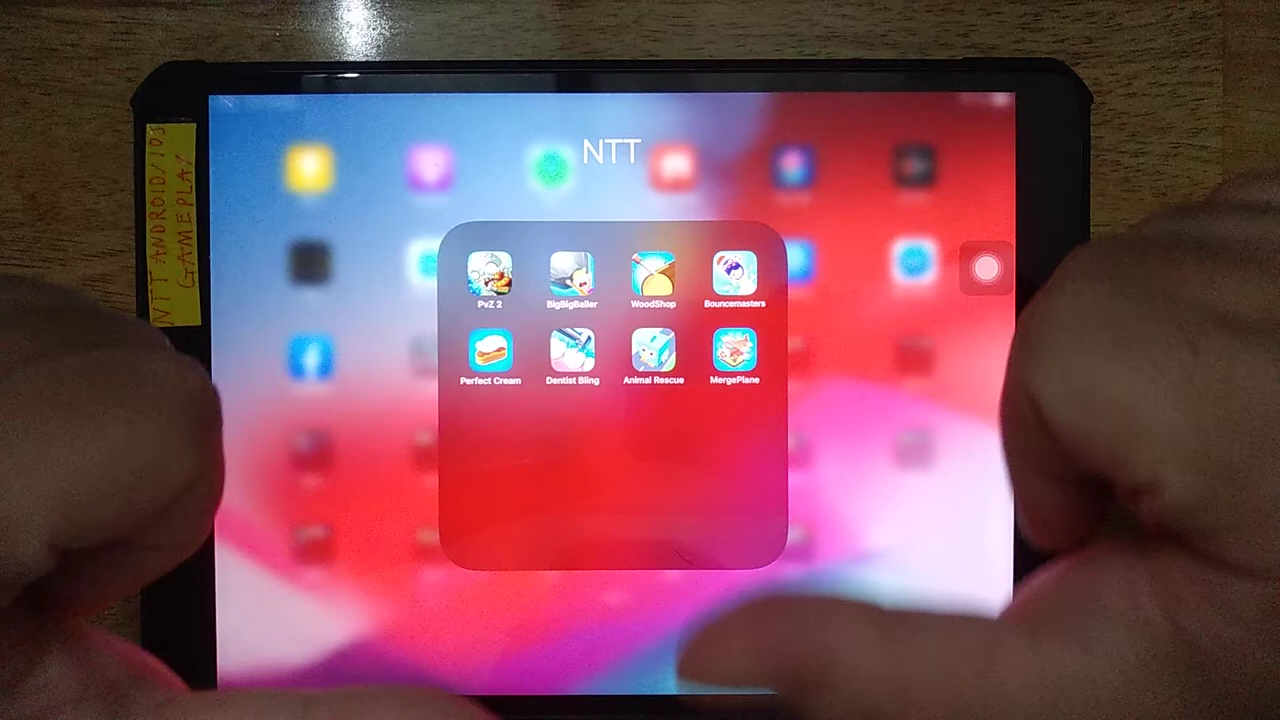 NTT ANDROID/IOS
GAMEPLAY
NTT
PvZ 2
BigBigBaller
WoodShop
Bouncemasters
Perfect Cream
Dentist Bling
Animal Rescue
MergePlane